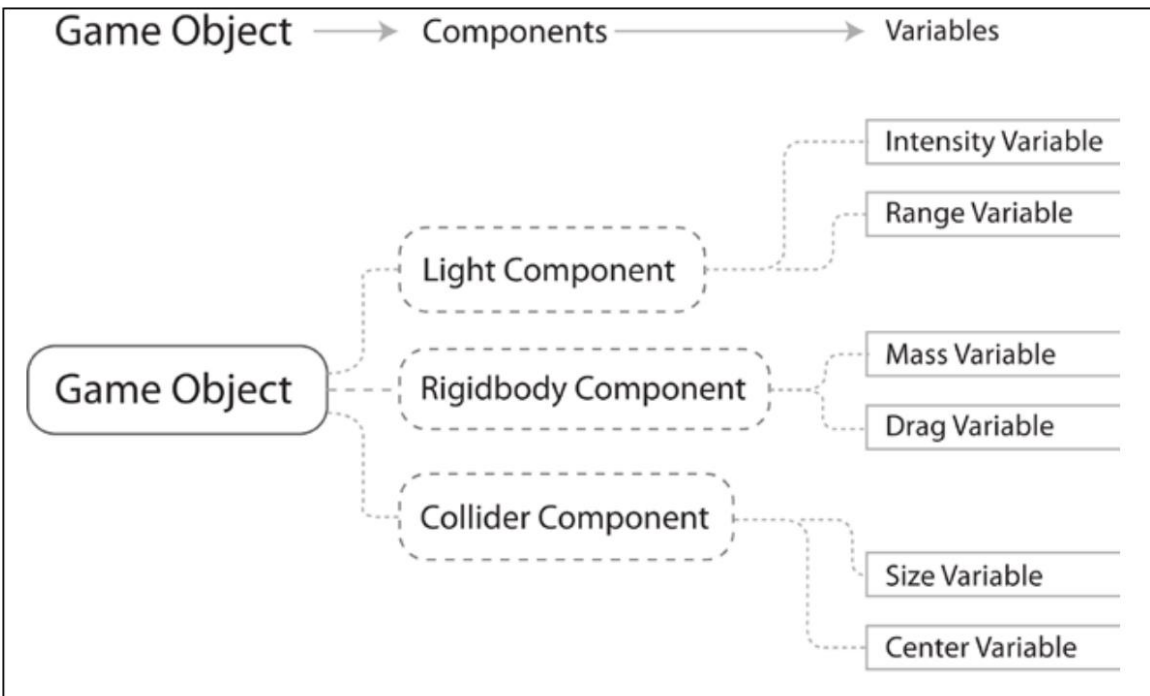 Game Object
Components
Variables
Intensity Variable
Range Variable
Light Component
Mass Variable
Game Object
Rigidbody Component
Drag Variable
Collider Component
Size Variable
Center Variable